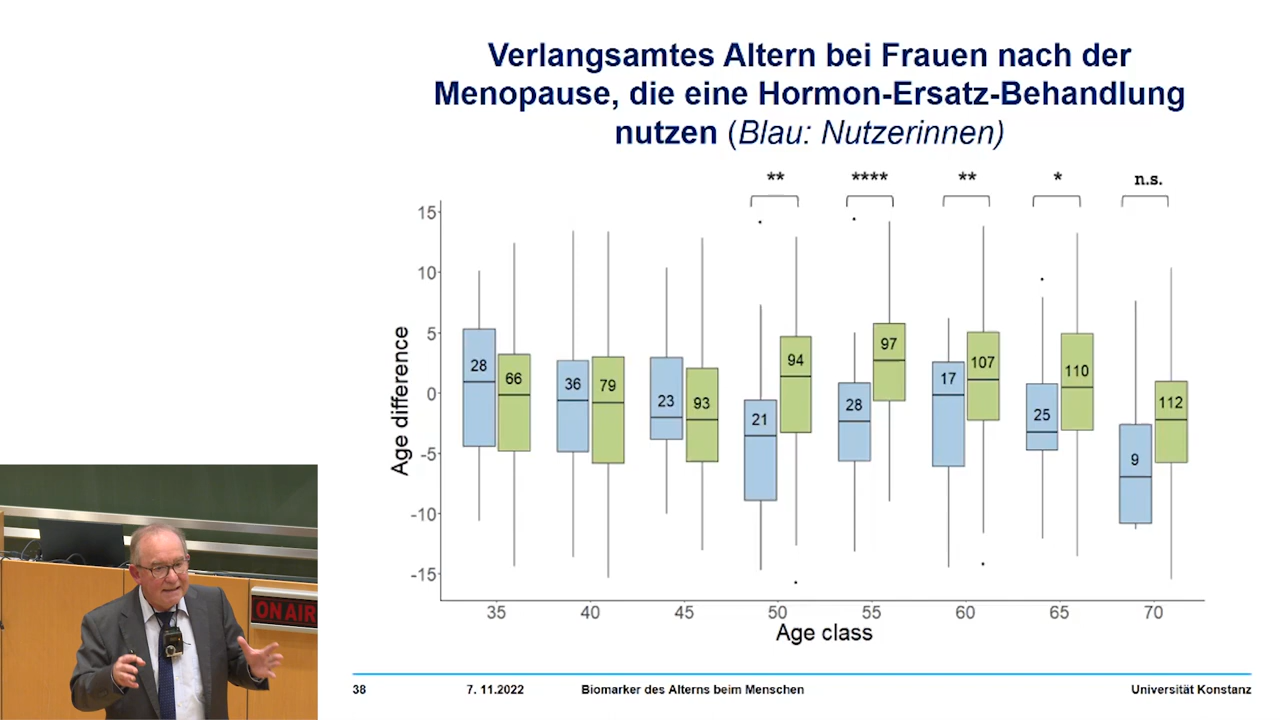 Verlangsamtes Altern bei Frauen nach der
Menopause, die eine Hormon-Ersatz-Behandlung
nutzen (Blau: Nutzerinnen)
** **** ** * n.s.
15
10
5
0
-5
-10
-15
Age difference
28 66 36 79 23 93 21 94 28 97 17 107 25 110 9 112
35 40 45 50 55 60 65 70
Age class
ON AIR
38 7. 11.2022 Biomarker des Alterns beim Menschen Universität Konstanz